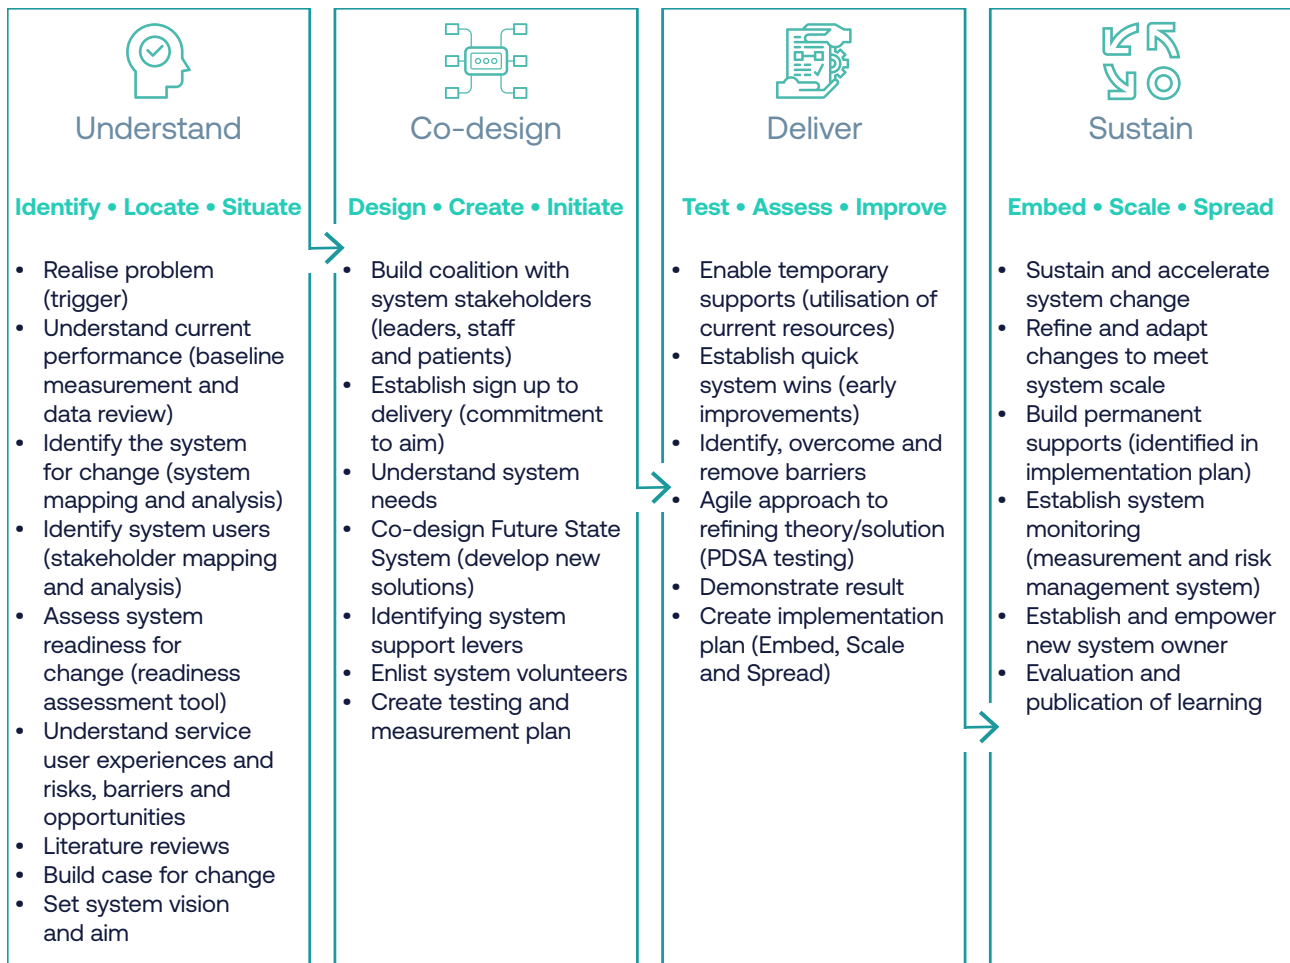 Understand
Identify • Locate • Situate
• Realise problem
(trigger)
• Understand current
performance (baseline
measurement and
data review)
• Identify the system
for change (system
mapping and analysis)
• Identify system users
(stakeholder mapping
and analysis)
• Assess system
readiness for
change (readiness
assessment tool)
• Understand service
user experiences and
risks, barriers and
opportunities
• Literature reviews
• Build case for change
• Set system vision
and aim
Co-design
Design • Create • Initiate
• Build coalition with
system stakeholders
(leaders, staff
and patients)
• Establish sign up to
delivery (commitment
to aim)
• Understand system
needs
• Co-design Future State
System (develop new
solutions)
• Identifying system
support levers
• Enlist system volunteers
• Create testing and
measurement plan
Deliver
Test • Assess • Improve
• Enable temporary
supports (utilisation of
current resources)
• Establish quick
system wins (early
improvements)
• Identify, overcome and
remove barriers
• Agile approach to
refining theory/solution
(PDSA testing)
• Demonstrate result
• Create implementation
plan (Embed, Scale
and Spread)
Sustain
Embed • Scale • Spread
• Sustain and accelerate
system change
• Refine and adapt
changes to meet
system scale
• Build permanent
supports (identified in
implementation plan)
• Establish system
monitoring
(measurement and risk
management system)
• Establish and empower
new system owner
• Evaluation and
publication of learning